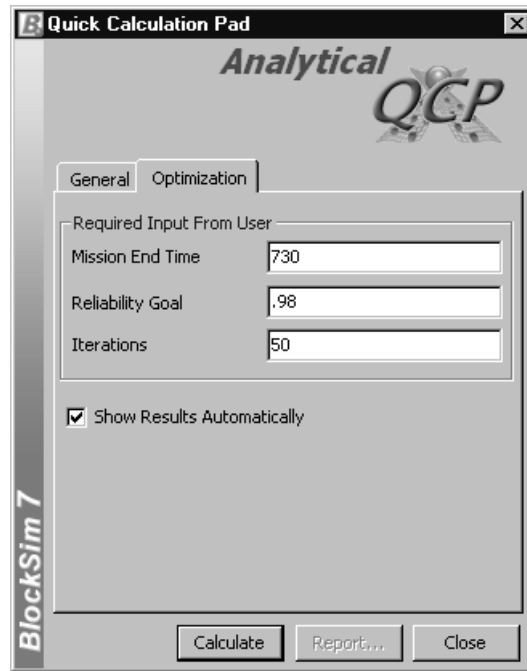 Quick Calculation Pad
Analytical
QCP
General Optimization
Required Input From User
Mission End Time 730
Reliability Goal .98
Iterations 50
Show Results Automatically
BlockSim 7
Calculate Report... Close